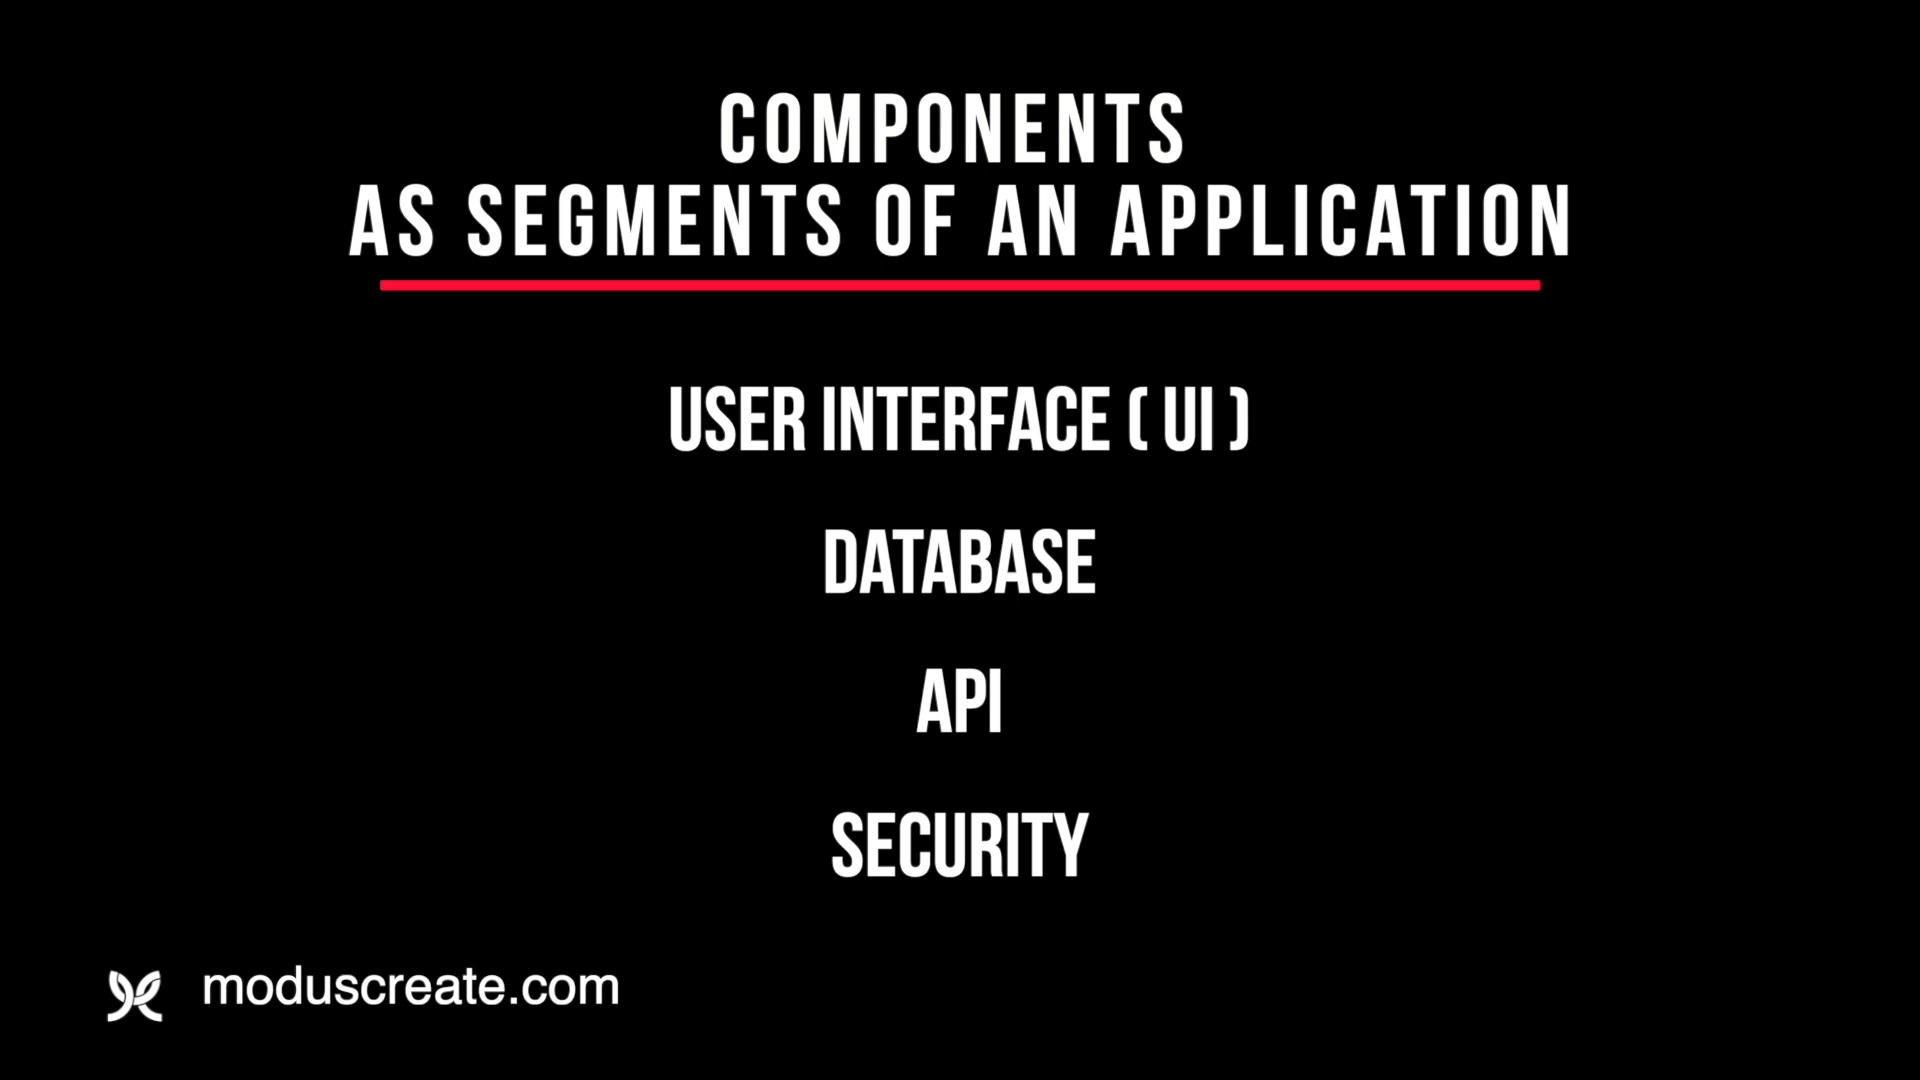 COMPONENTS
AS SEGMENTS OF AN APPLICATION
USER INTERFACE ( UI )
DATABASE
API
SECURITY
moduscreate.com